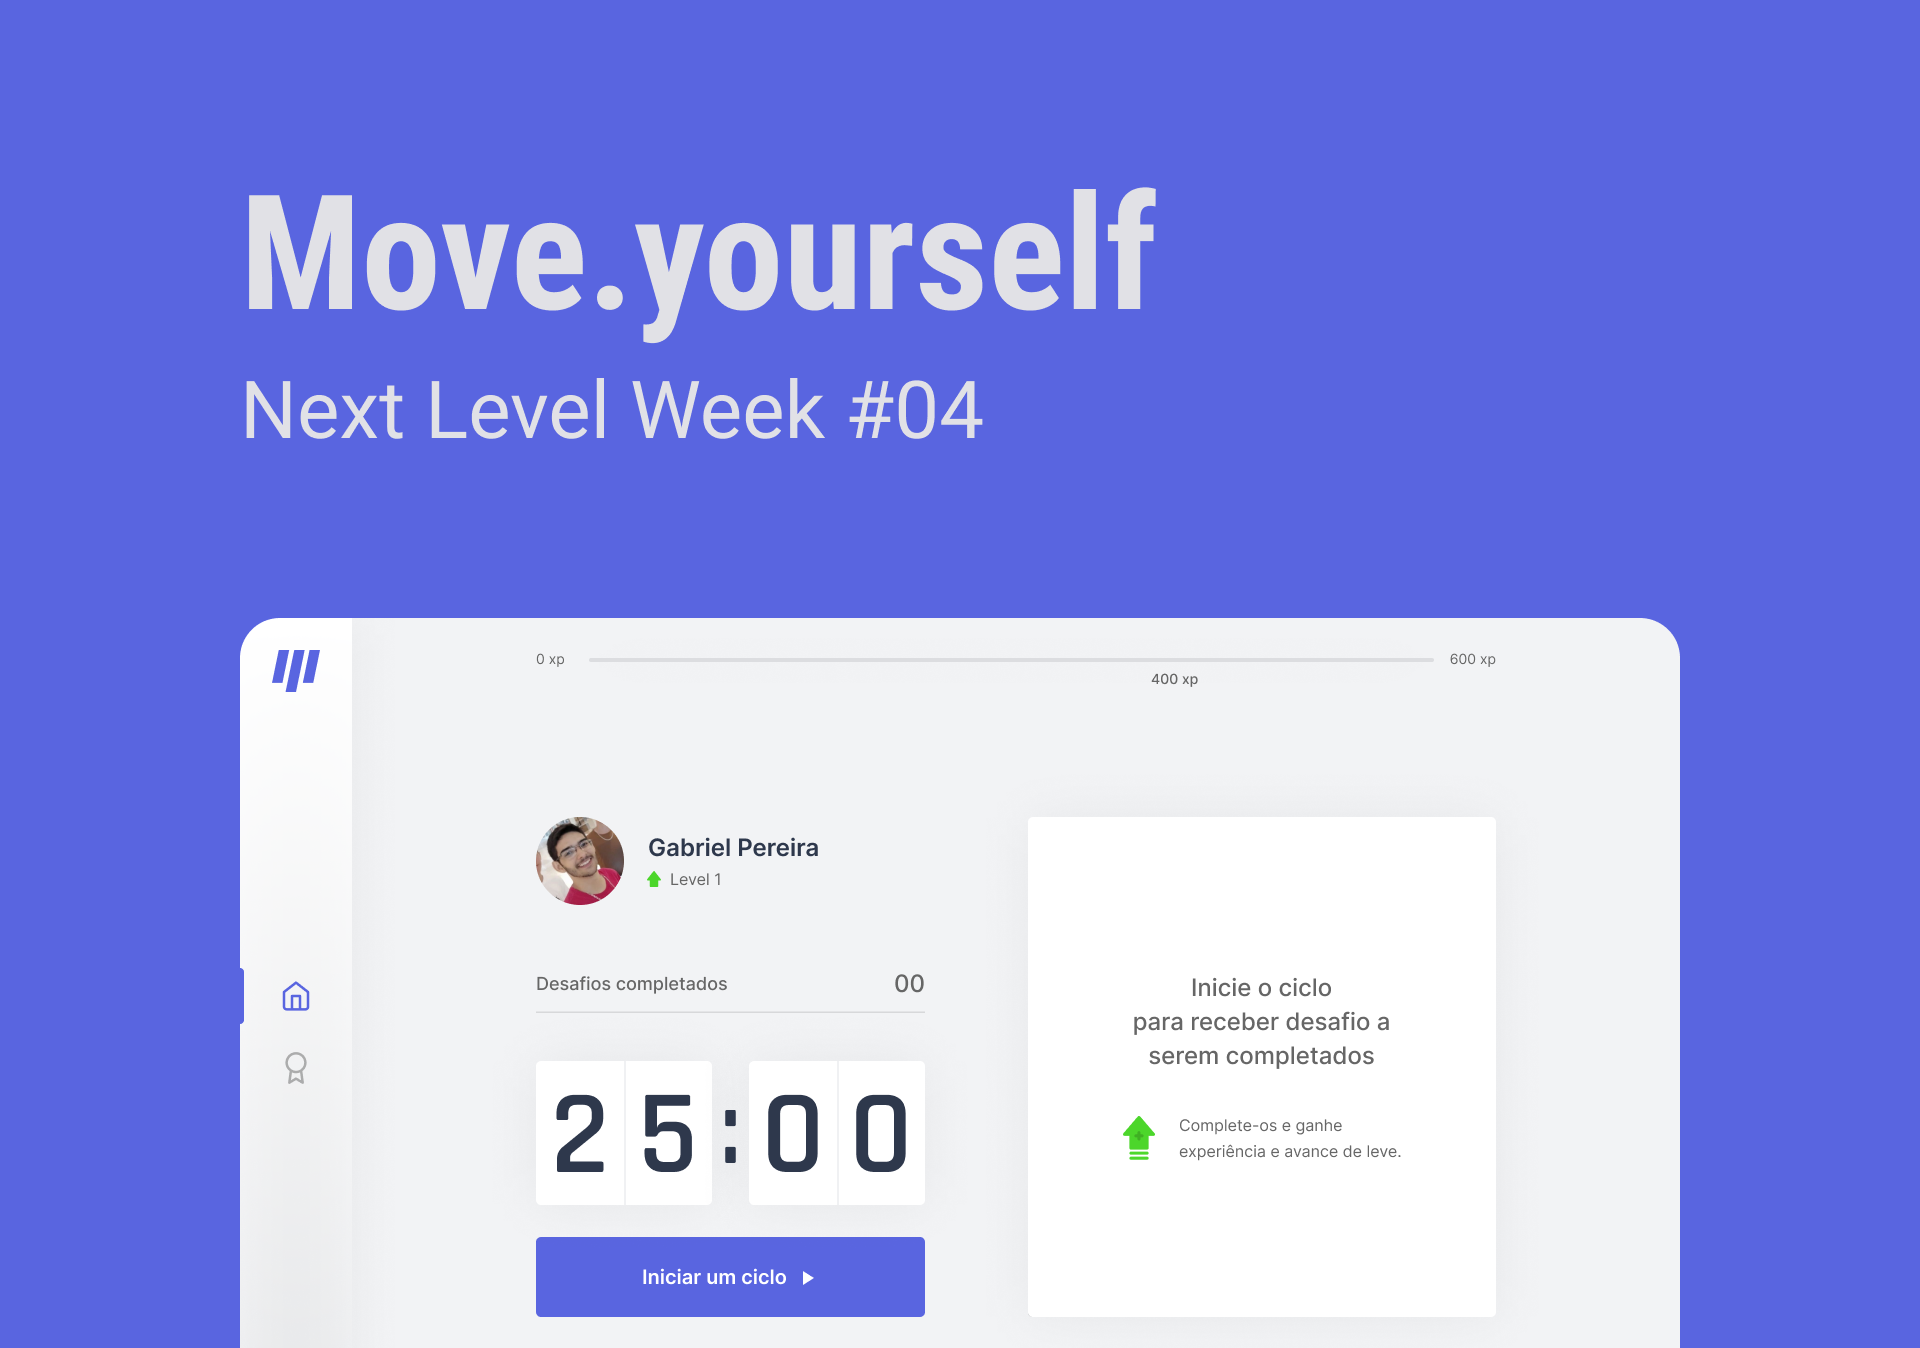 Move.yourself
Next Level Week #04
0 xp
600 xp
400 xp
Gabriel Pereira
Level 1
Desafios completados
00
25:00
Iniciar um ciclo
Inicie o ciclo
para receber desafio a
serem completados
Complete-os e ganhe
experiência e avance de leve.